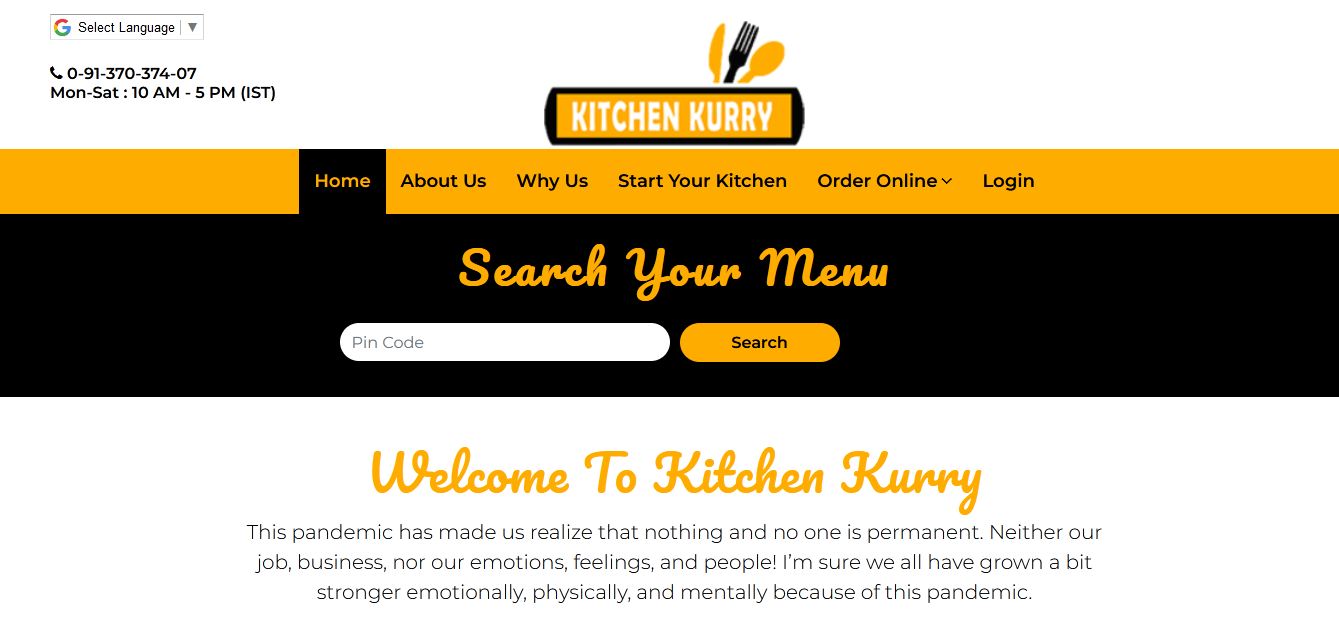 Select Language ▼
0-91-370-374-07
Mon-Sat : 10 AM - 5 PM (IST)
KITCHEN KURRY
Home About Us Why Us Start Your Kitchen Order Online Login
Search Your Menu
Pin Code Search
Welcome To Kitchen Kurry
This pandemic has made us realize that nothing and no one is permanent. Neither our
job, business, nor our emotions, feelings, and people! I’m sure we all have grown a bit
stronger emotionally, physically, and mentally because of this pandemic.